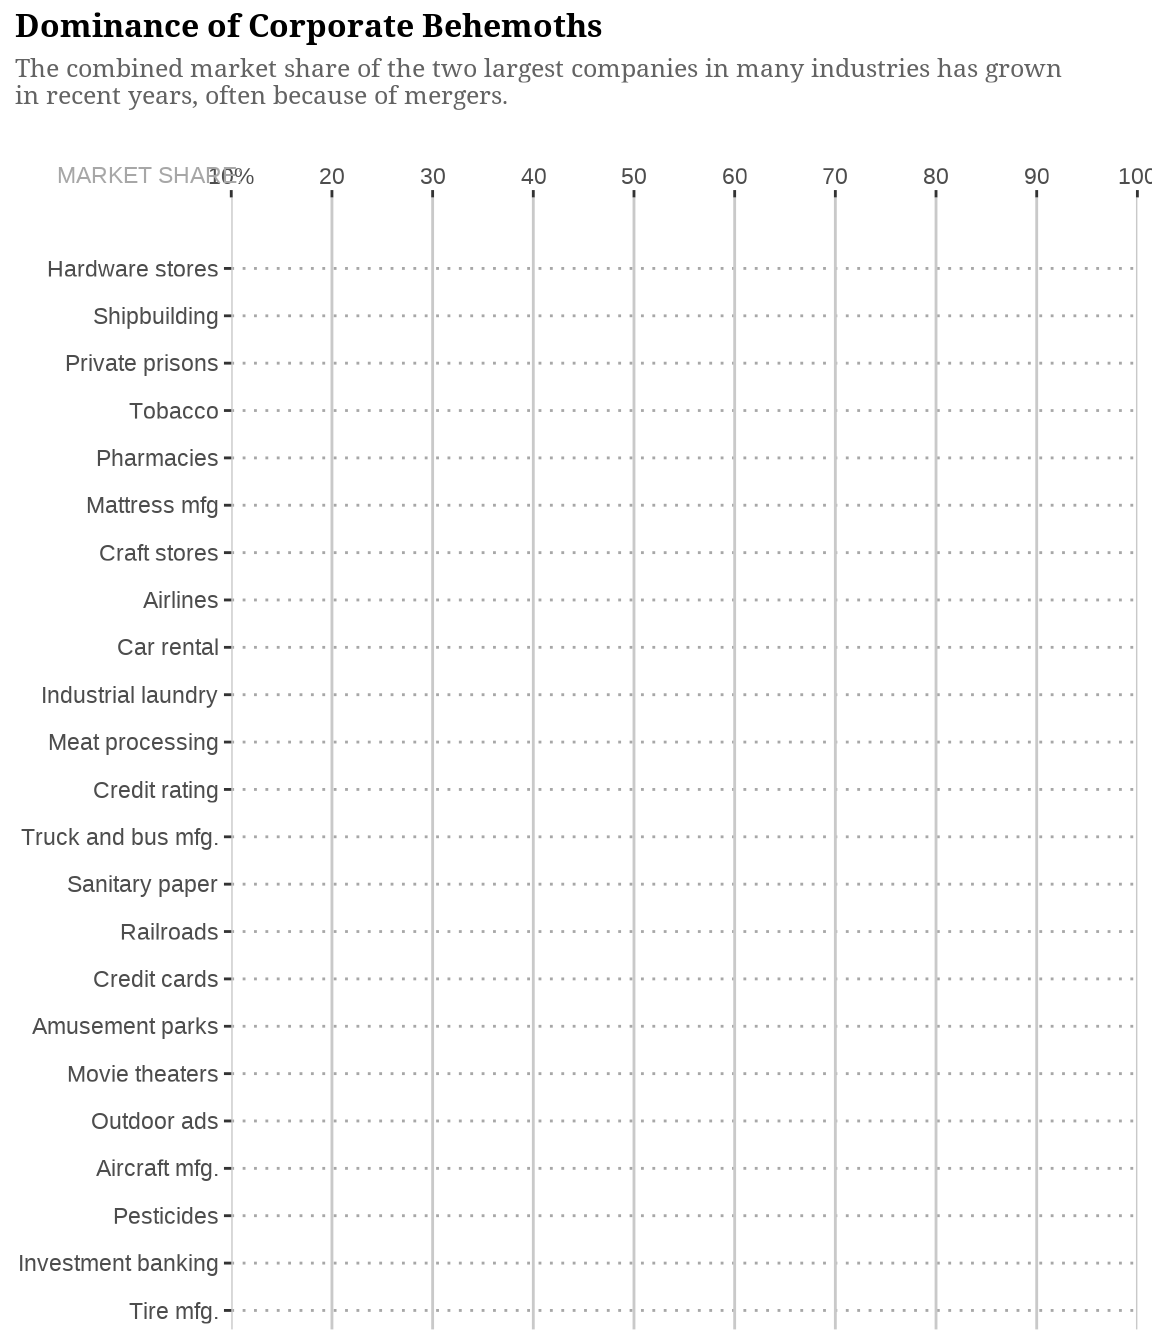 Dominance of Corporate Behemoths
The combined market share of the two largest companies in many industries has grown
in recent years, often because of mergers.
MARKET SHARE 10% 20 30 40 50 60 70 80 90 100
Hardware stores
Shipbuilding
Private prisons
Tobacco
Pharmacies
Mattress mfg
Craft stores
Airlines
Car rental
Industrial laundry
Meat processing
Credit rating
Truck and bus mfg.
Sanitary paper
Railroads
Credit cards
Amusement parks
Movie theaters
Outdoor ads
Aircraft mfg.
Pesticides
Investment banking
Tire mfg.